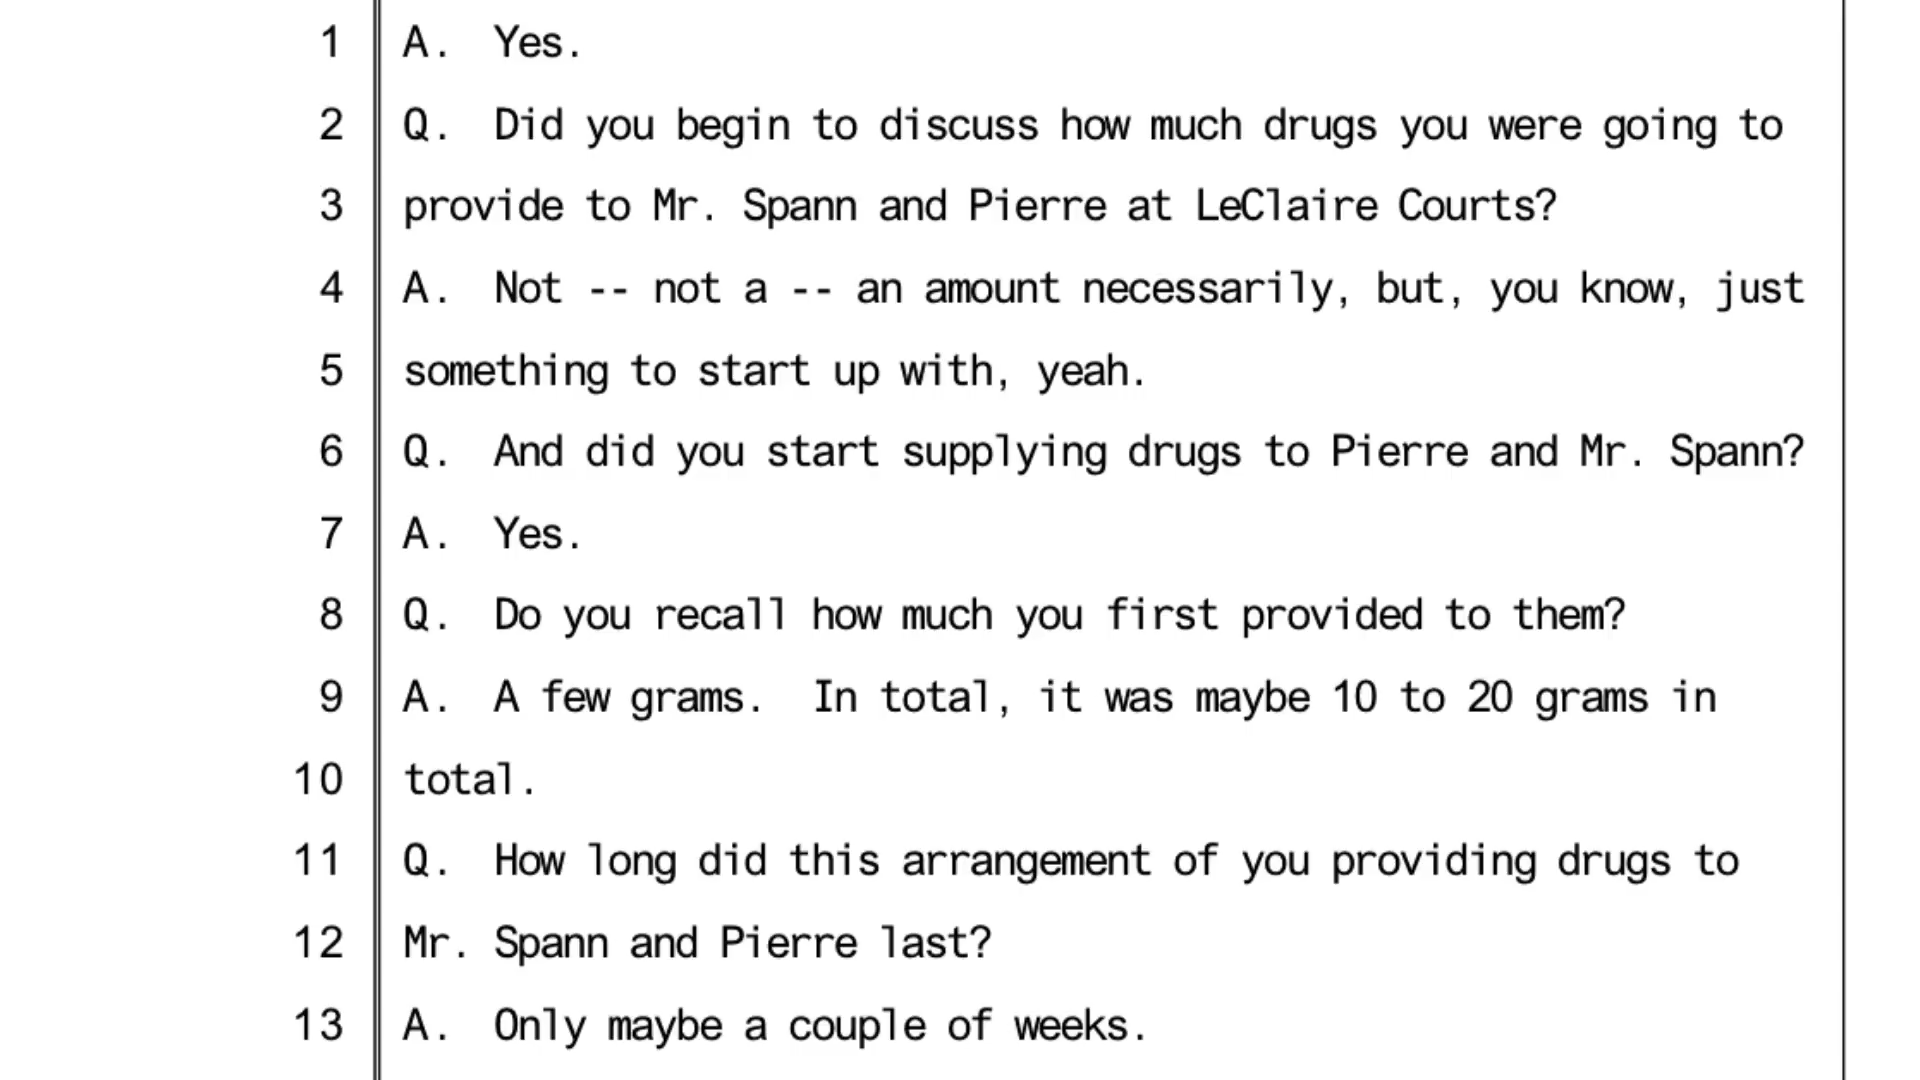 1 A. Yes.
2 Q. Did you begin to discuss how much drugs you were going to
3 provide to Mr. Spann and Pierre at LeClaire Courts?
4 A. Not -- not a -- an amount necessarily, but, you know, just
5 something to start up with, yeah.
6 Q. And did you start supplying drugs to Pierre and Mr. Spann?
7 A. Yes.
8 Q. Do you recall how much you first provided to them?
9 A. A few grams. In total, it was maybe 10 to 20 grams in
10 total.
11 Q. How long did this arrangement of you providing drugs to
12 Mr. Spann and Pierre last?
13 A. Only maybe a couple of weeks.